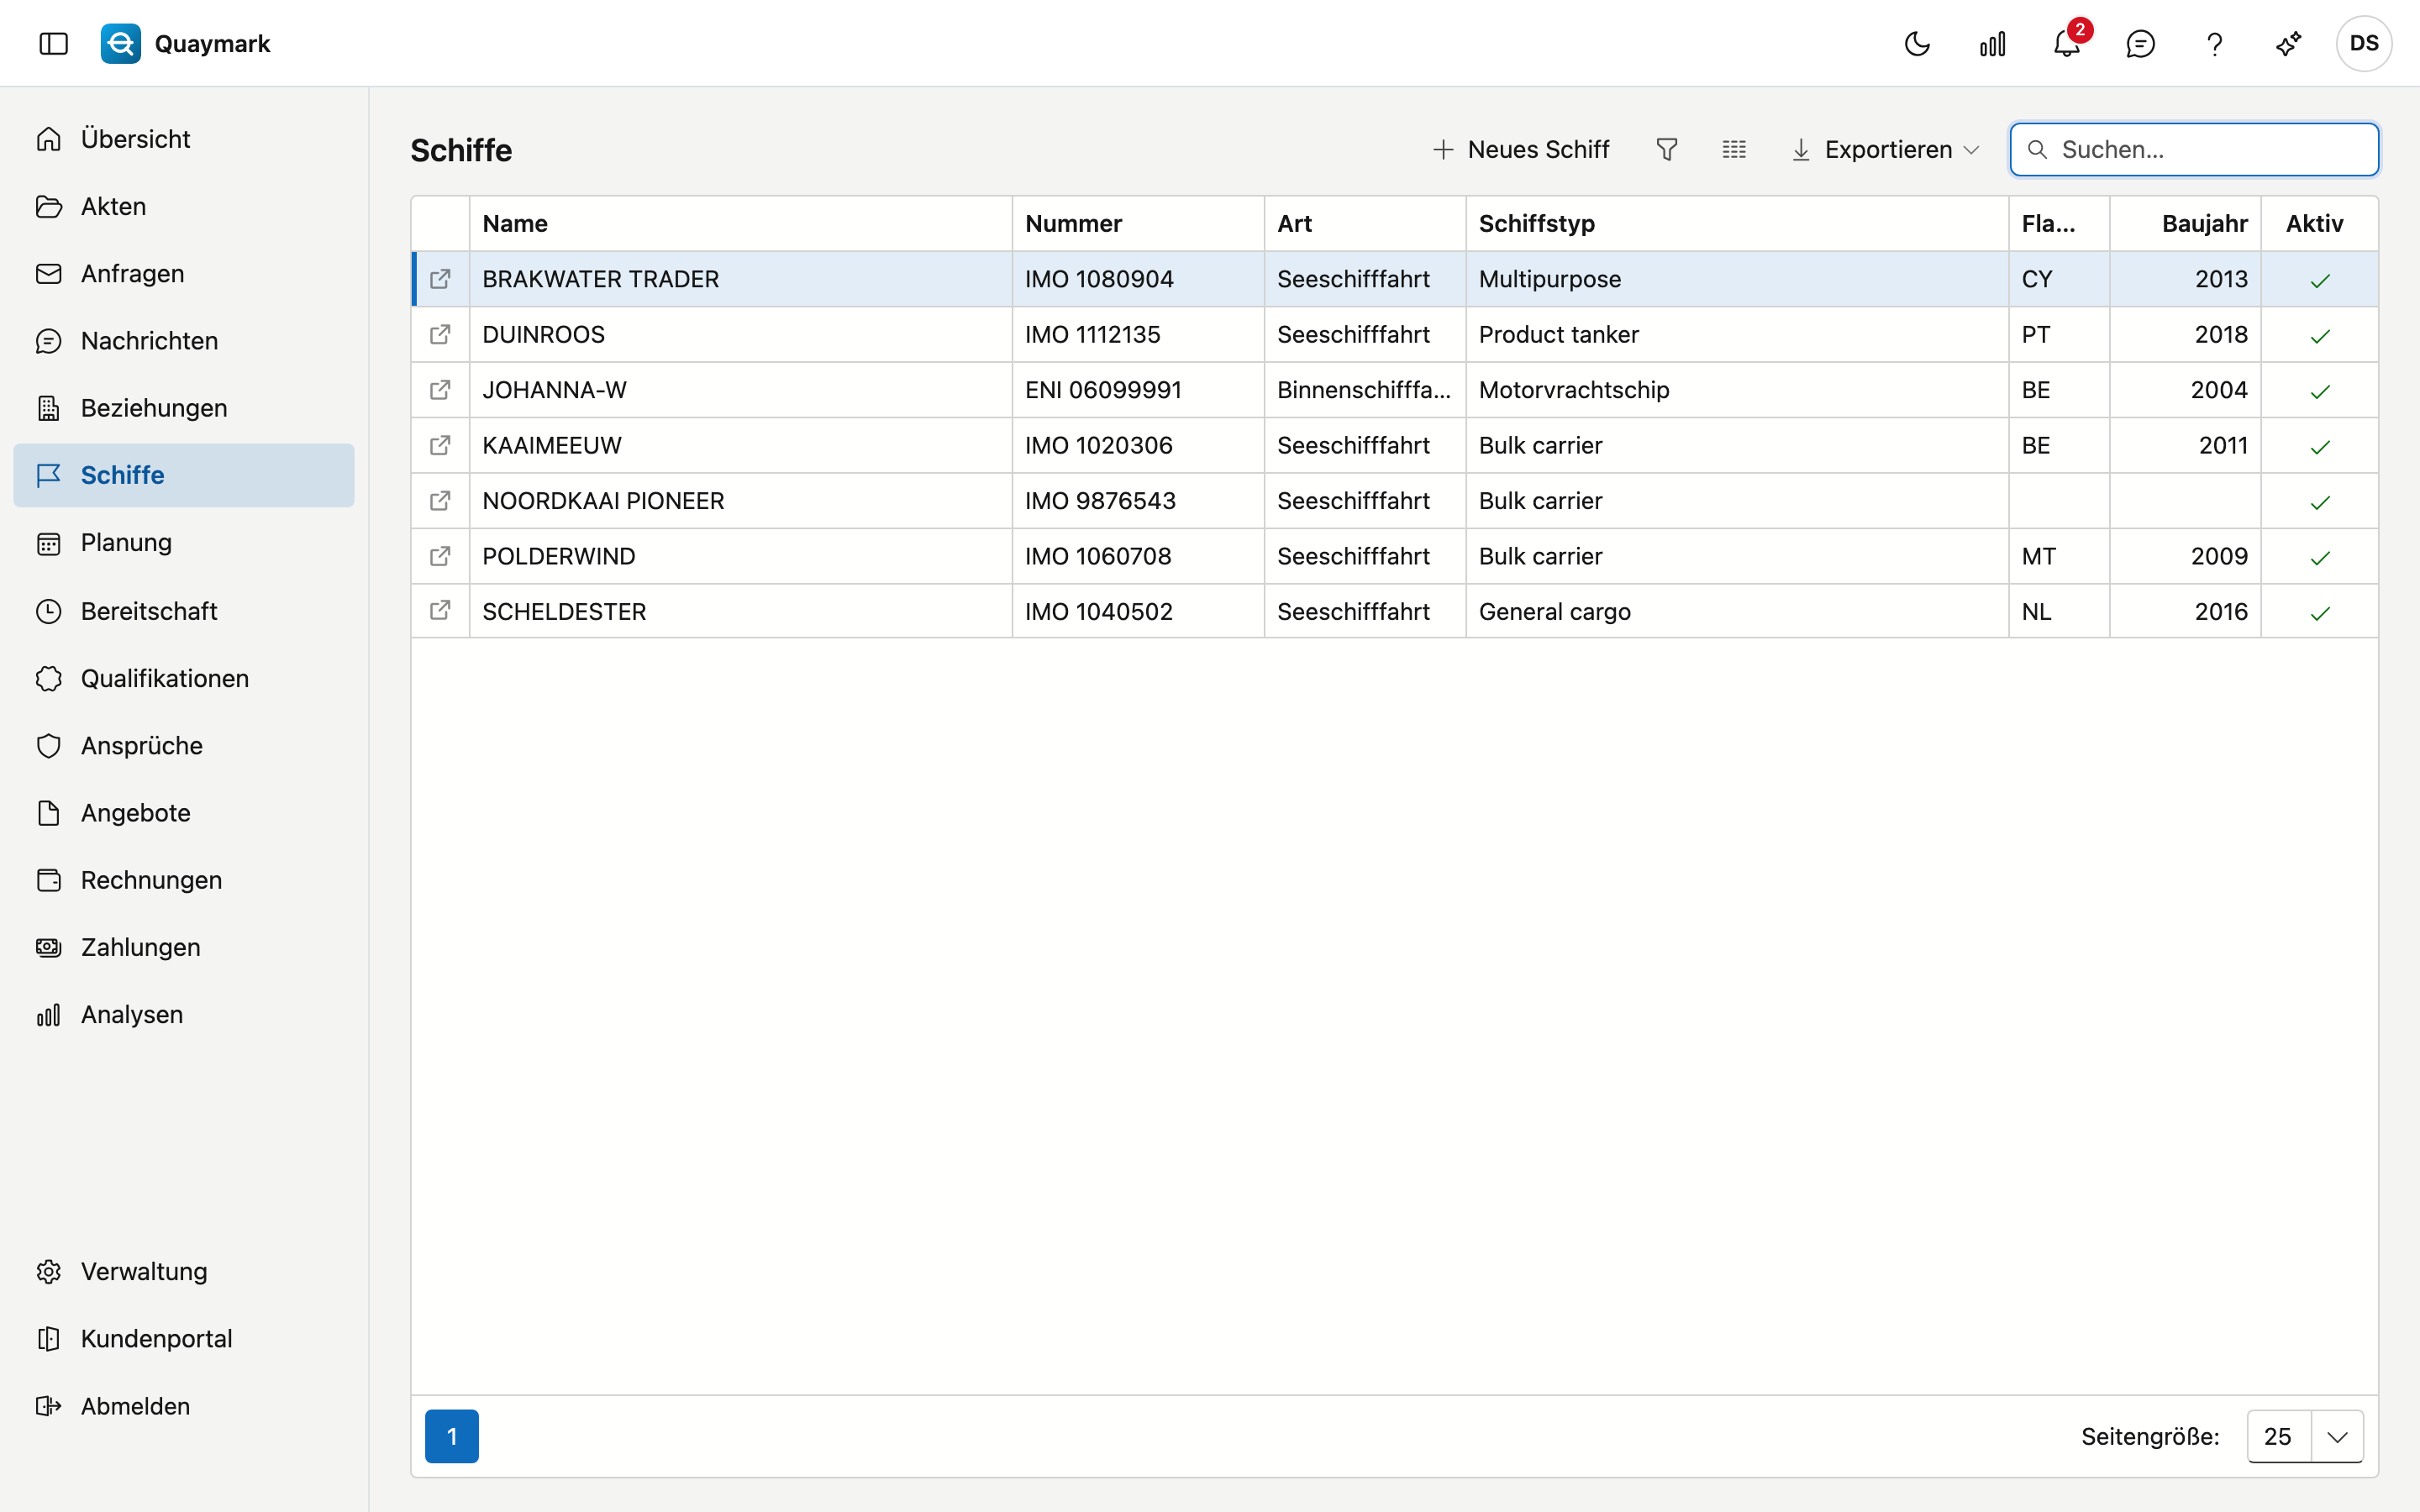 Quaymark
2
DS
Übersicht
Akten
Anfragen
Nachrichten
Beziehungen
Schiffe
Planung
Bereitschaft
Qualifikationen
Ansprüche
Angebote
Rechnungen
Zahlungen
Analysen
Verwaltung
Kundenportal
Abmelden
Schiffe
Neues Schiff
Exportieren
Suchen...
Name Nummer Art Schiffstyp Fla... Baujahr Aktiv
BRAKWATER TRADER IMO 1080904 Seeschifffahrt Multipurpose CY 2013
DUINROOS IMO 1112135 Seeschifffahrt Product tanker PT 2018
JOHANNA-W ENI 06099991 Binnenschifffa... Motorvrachtschip BE 2004
KAAIMEEUW IMO 1020306 Seeschifffahrt Bulk carrier BE 2011
NOORDKAAI PIONEER IMO 9876543 Seeschifffahrt Bulk carrier
POLDERWIND IMO 1060708 Seeschifffahrt Bulk carrier MT 2009
SCHELDESTER IMO 1040502 Seeschifffahrt General cargo NL 2016
1
Seitengröße: 25